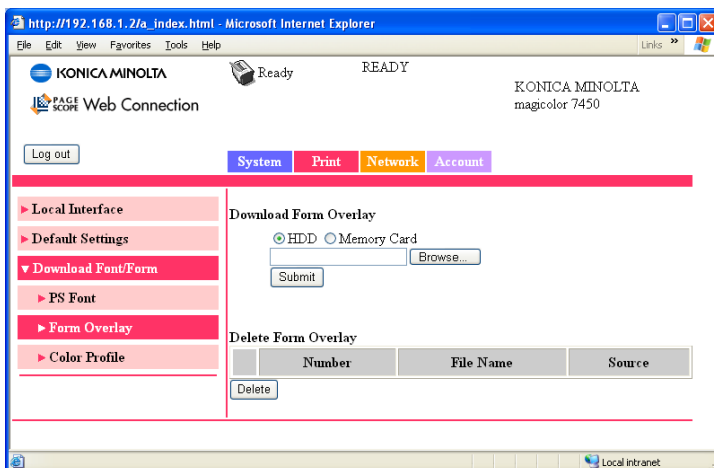 http://192.168.1.2/a_index.html - Microsoft Internet Explorer
File Edit View Favorites Tools Help Links »
KONICA MINOLTA
Ready
READY
KONICA MINOLTA
magicolor 7450
PAGE SCOPE Web Connection
Log out
System Print Network Account
Local Interface
Default Settings
Download Font/Form
PS Font
Form Overlay
Color Profile
Download Form Overlay
HDD Memory Card
Browse...
Submit
Delete Form Overlay
Number File Name Source
Delete
Local intranet